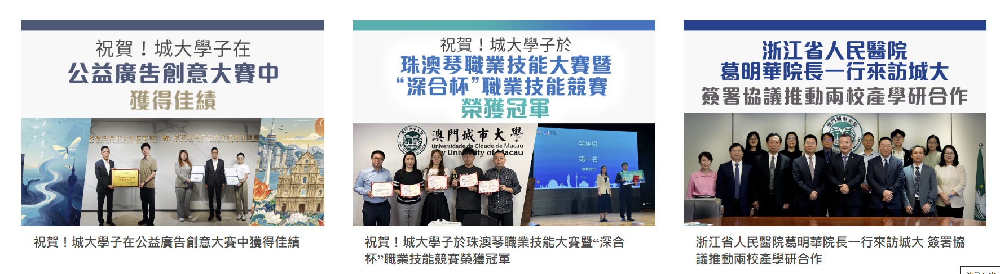 祝賀！城大學子在
公益廣告創意大賽中
獲得佳績
祝賀！城大學子在公益廣告創意大賽中獲得佳績
祝賀！城大學子於
珠澳琴職業技能大賽暨
“深合杯”職業技能競賽
榮獲冠軍
澳門城市大學
Universidade da Cidade de Macau
City University of Macau
学生组
第一名
颁奖仪式
祝賀！城大學子於珠澳琴職業技能大賽暨“深合
杯”職業技能競賽榮獲冠軍
浙江省人民醫院
葛明華院長一行來訪城大
簽署協議推動兩校產學研合作
浙江省人民醫院葛明華院長一行來訪城大 簽署協
議推動兩校產學研合作